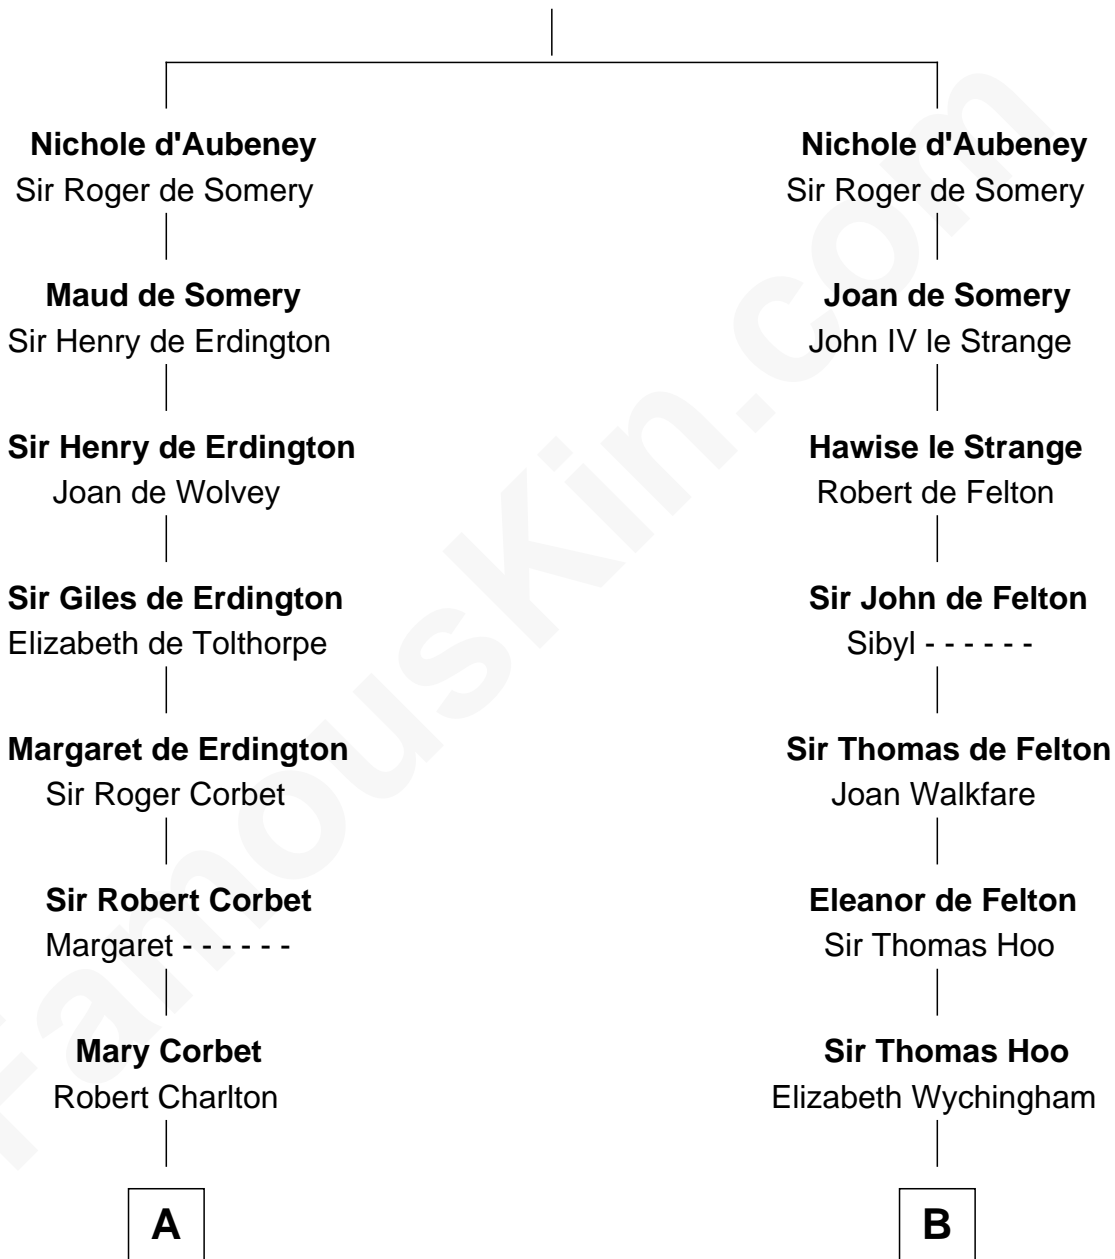 Nichole d'Aubeney
Sir Roger de Somery
Maud de Somery
Sir Henry de Erdington
Sir Henry de Erdington
Joan de Wolvey
Sir Giles de Erdington
Elizabeth de Tolthorpe
Margaret de Erdington
Sir Roger Corbet
Sir Robert Corbet
Margaret - - - - - -
Mary Corbet
Robert Charlton
A
Nichole d'Aubeney
Sir Roger de Somery
Joan de Somery
John IV le Strange
Hawise le Strange
Robert de Felton
Sir John de Felton
Sibyl - - - - - -
Sir Thomas de Felton
Joan Walkfare
Eleanor de Felton
Sir Thomas Hoo
Sir Thomas Hoo
Elizabeth Wychingham
B
FamousKin.com